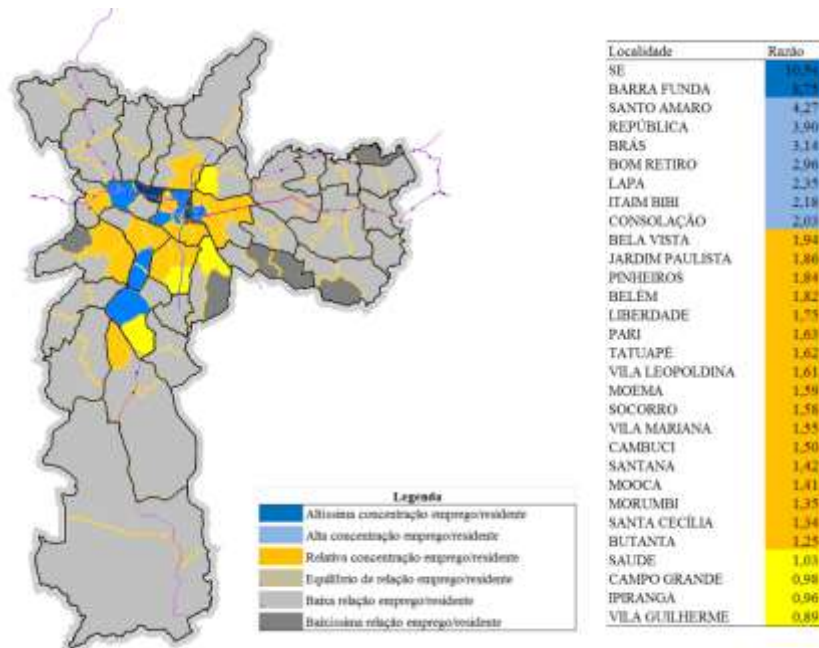 Localidade Razão
SE
BARRA FUNDA 8,75
SANTO AMARO 4,27
REPÚBLICA 3,90
BRÁS 3,14
BOM RETIRO 2,96
LAPA 2,35
ITAIM BIBI 2,18
CONSOLAÇÃO 2,03
BELA VISTA 1,94
JARDIM PAULISTA 1,86
PINHEIROS 1,84
BELÉM 1,82
LIBERDADE 1,75
PARI 1,63
TATUAPÉ 1,62
VILA LEOPOLDINA 1,61
MOEMA 1,58
SOCORRO 1,58
VILA MARIANA 1,55
CAMBUCI 1,50
SANTANA 1,42
MOOCA 1,41
MORUMBI 1,35
SANTA CECÍLIA 1,34
BUTANTA 1,25
SAUDE 1,03
CAMPO GRANDE 0,98
IPIRANGA 0,96
VILA GUILHERME 0,89
Legenda
Altíssima concentração emprego/residente
Alta concentração emprego/residente
Relativa concentração emprego/residente
Equilíbrio de relação emprego/residente
Baixa relação emprego/residente
Baixíssima relação emprego/residente